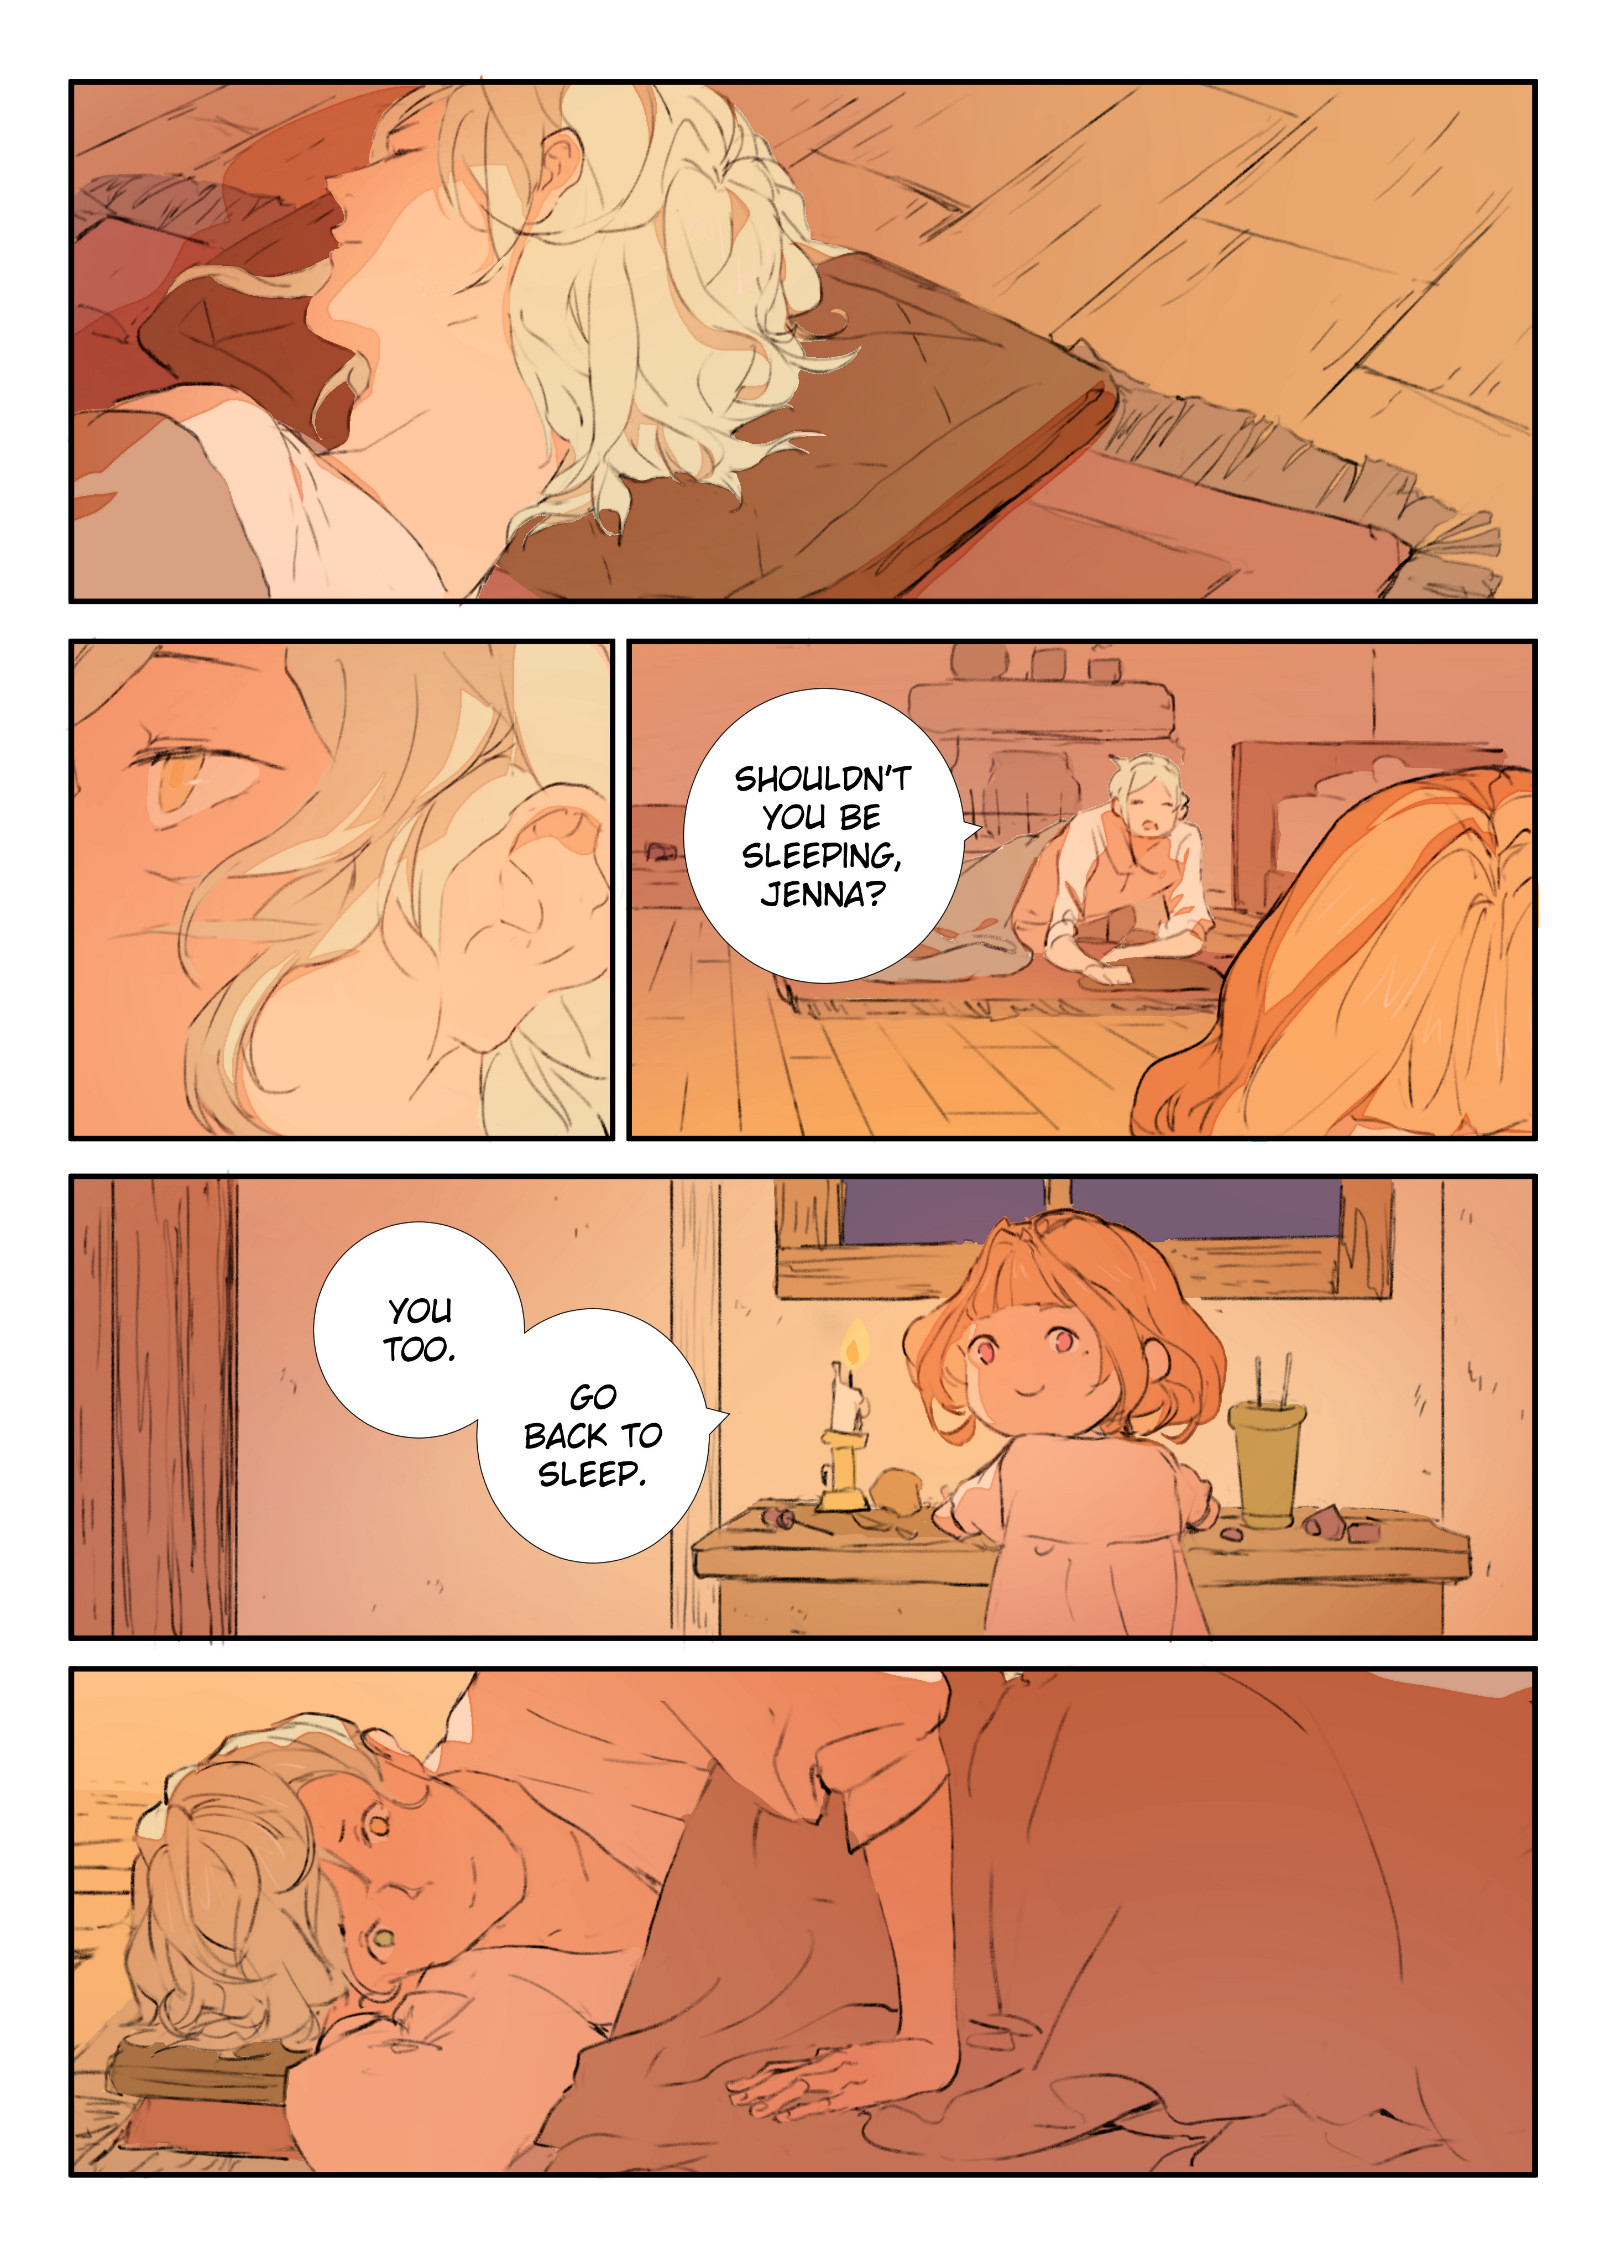 SHOULDN'T
YOU BE
SLEEPING,
JENNA?
YOU
TOO.
GO
BACK TO
SLEEP.